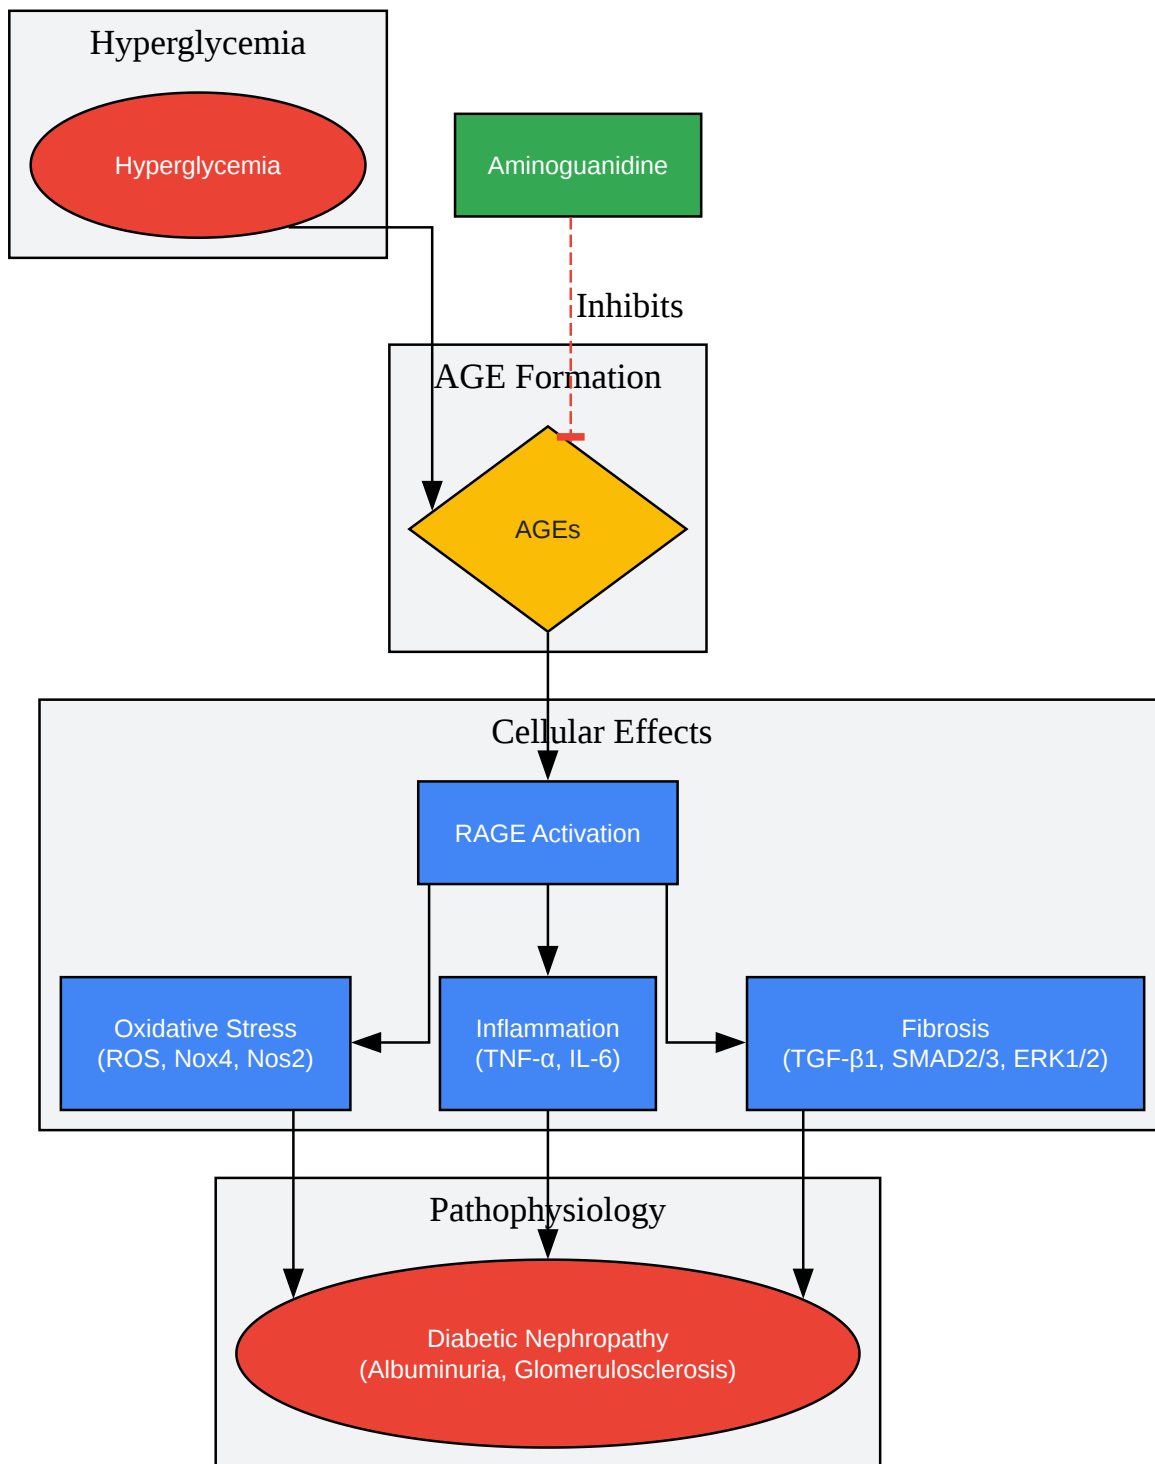 Hyperglycemia
Hyperglycemia
Aminoguanidine
Inhibits
AGE Formation
AGEs
Cellular Effects
RAGE Activation
Oxidative Stress
(ROS, Nox4, Nos2)
Inflammation
(TNF-α, IL-6)
Fibrosis
(TGF-β1, SMAD2/3, ERK1/2)
Pathophysiology
Diabetic Nephropathy
(Albuminuria, Glomerulosclerosis)